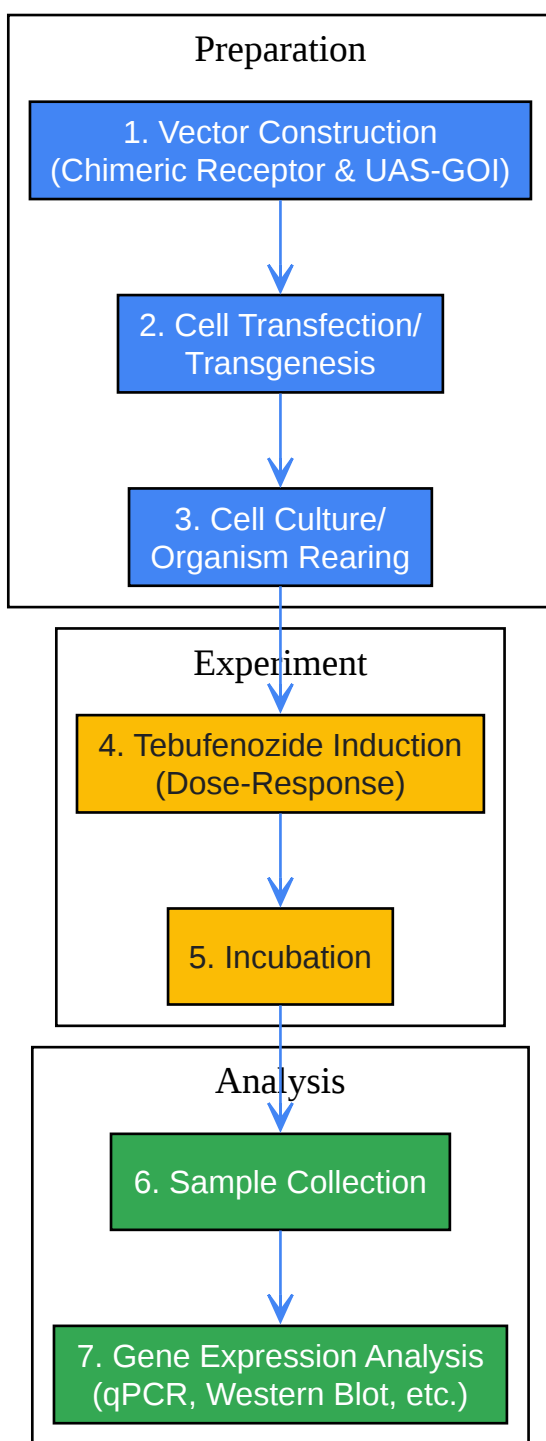 Preparation
1. Vector Construction
(Chimeric Receptor & UAS-GOI)
2. Cell Transfection/
Transgenesis
3. Cell Culture/
Organism Rearing
Experiment
4. Tebufenozide Induction
(Dose-Response)
5. Incubation
Analysis
6. Sample Collection
7. Gene Expression Analysis
(qPCR, Western Blot, etc.)